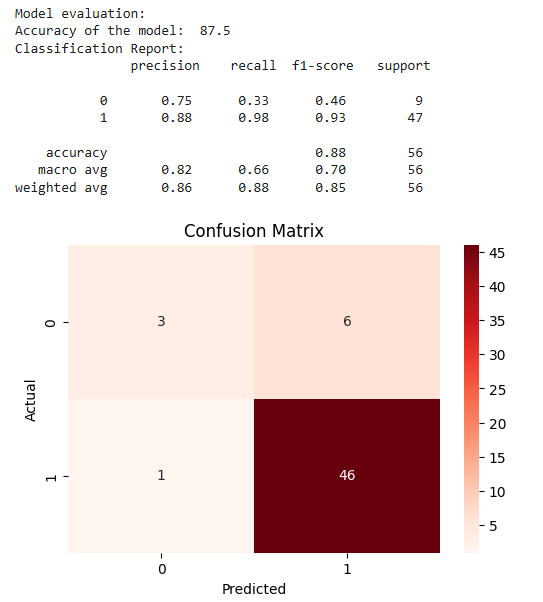 Model evaluation:
Accuracy of the model:  87.5
Classification Report:
              precision    recall  f1-score   support

           0       0.75      0.33      0.46         9
           1       0.88      0.98      0.93        47

    accuracy                           0.88        56
   macro avg       0.82      0.66      0.70        56
weighted avg       0.86      0.88      0.85        56

Confusion Matrix
45
40
35
30
25
20
15
10
5
Actual
0
3 6
1
1 46
0 1
Predicted